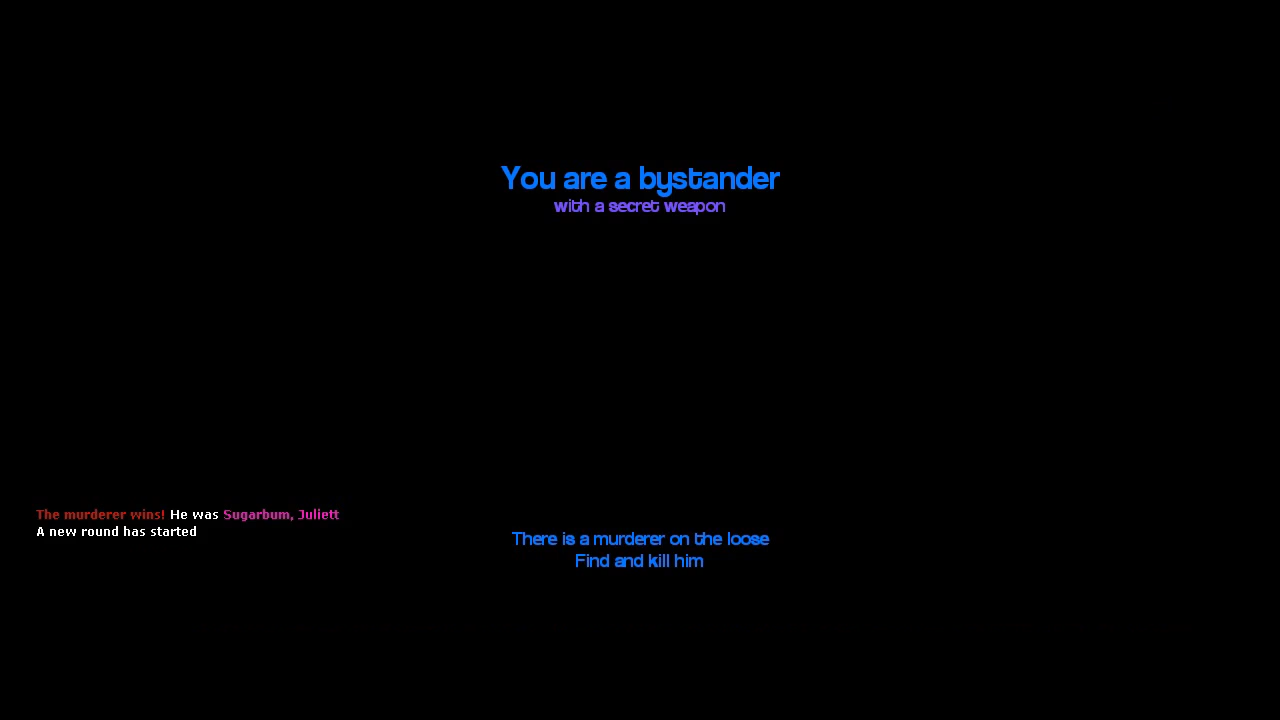 You are a bystander
with a secret weapon
The murderer wins! He was Sugarbum, Juliett
A new round has started
There is a murderer on the loose
Find and kill him